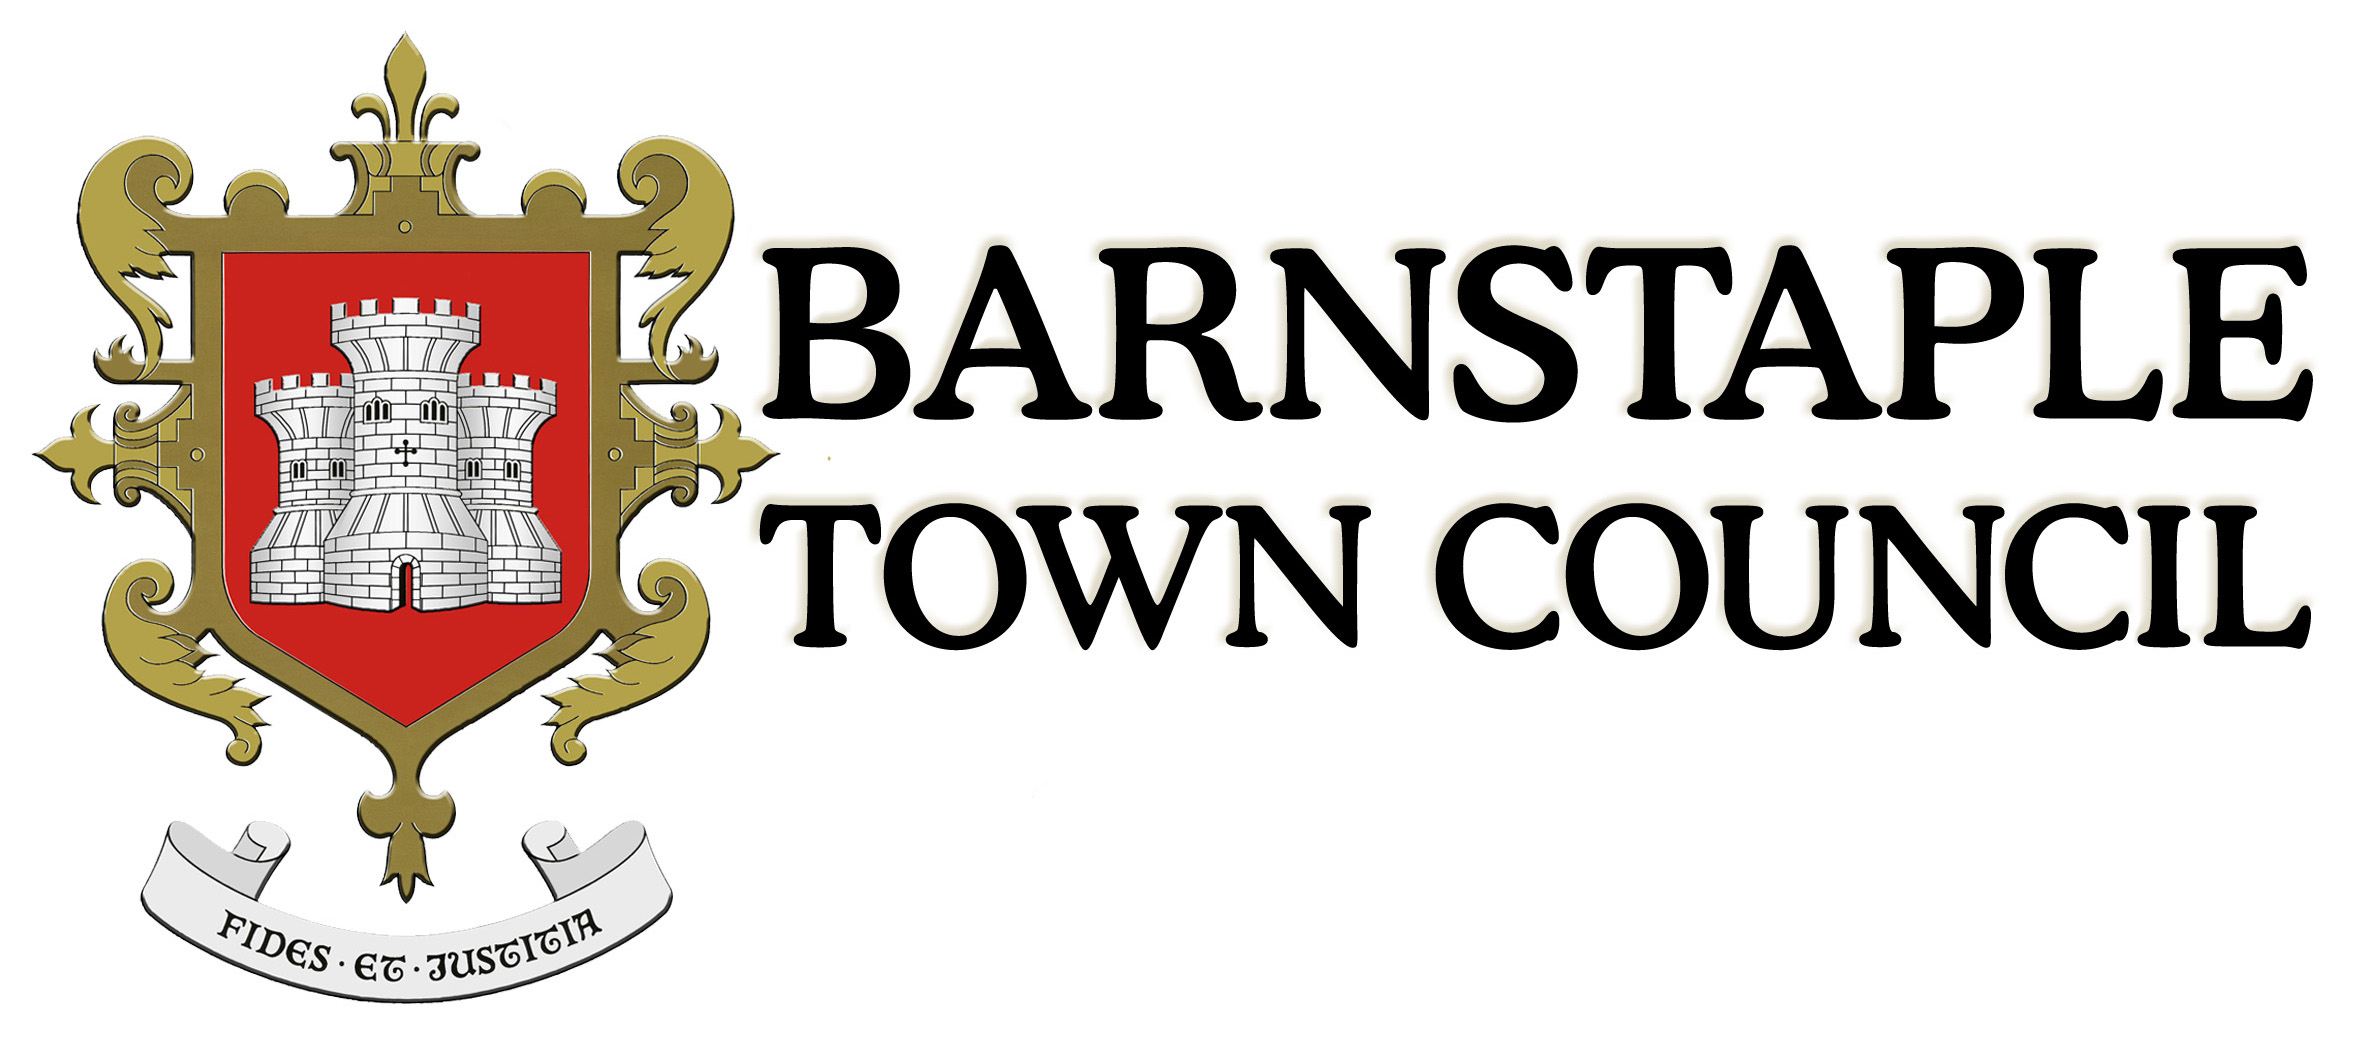 BARNSTAPLE
TOWN COUNCIL
FIDES · ET · JUSTITIA